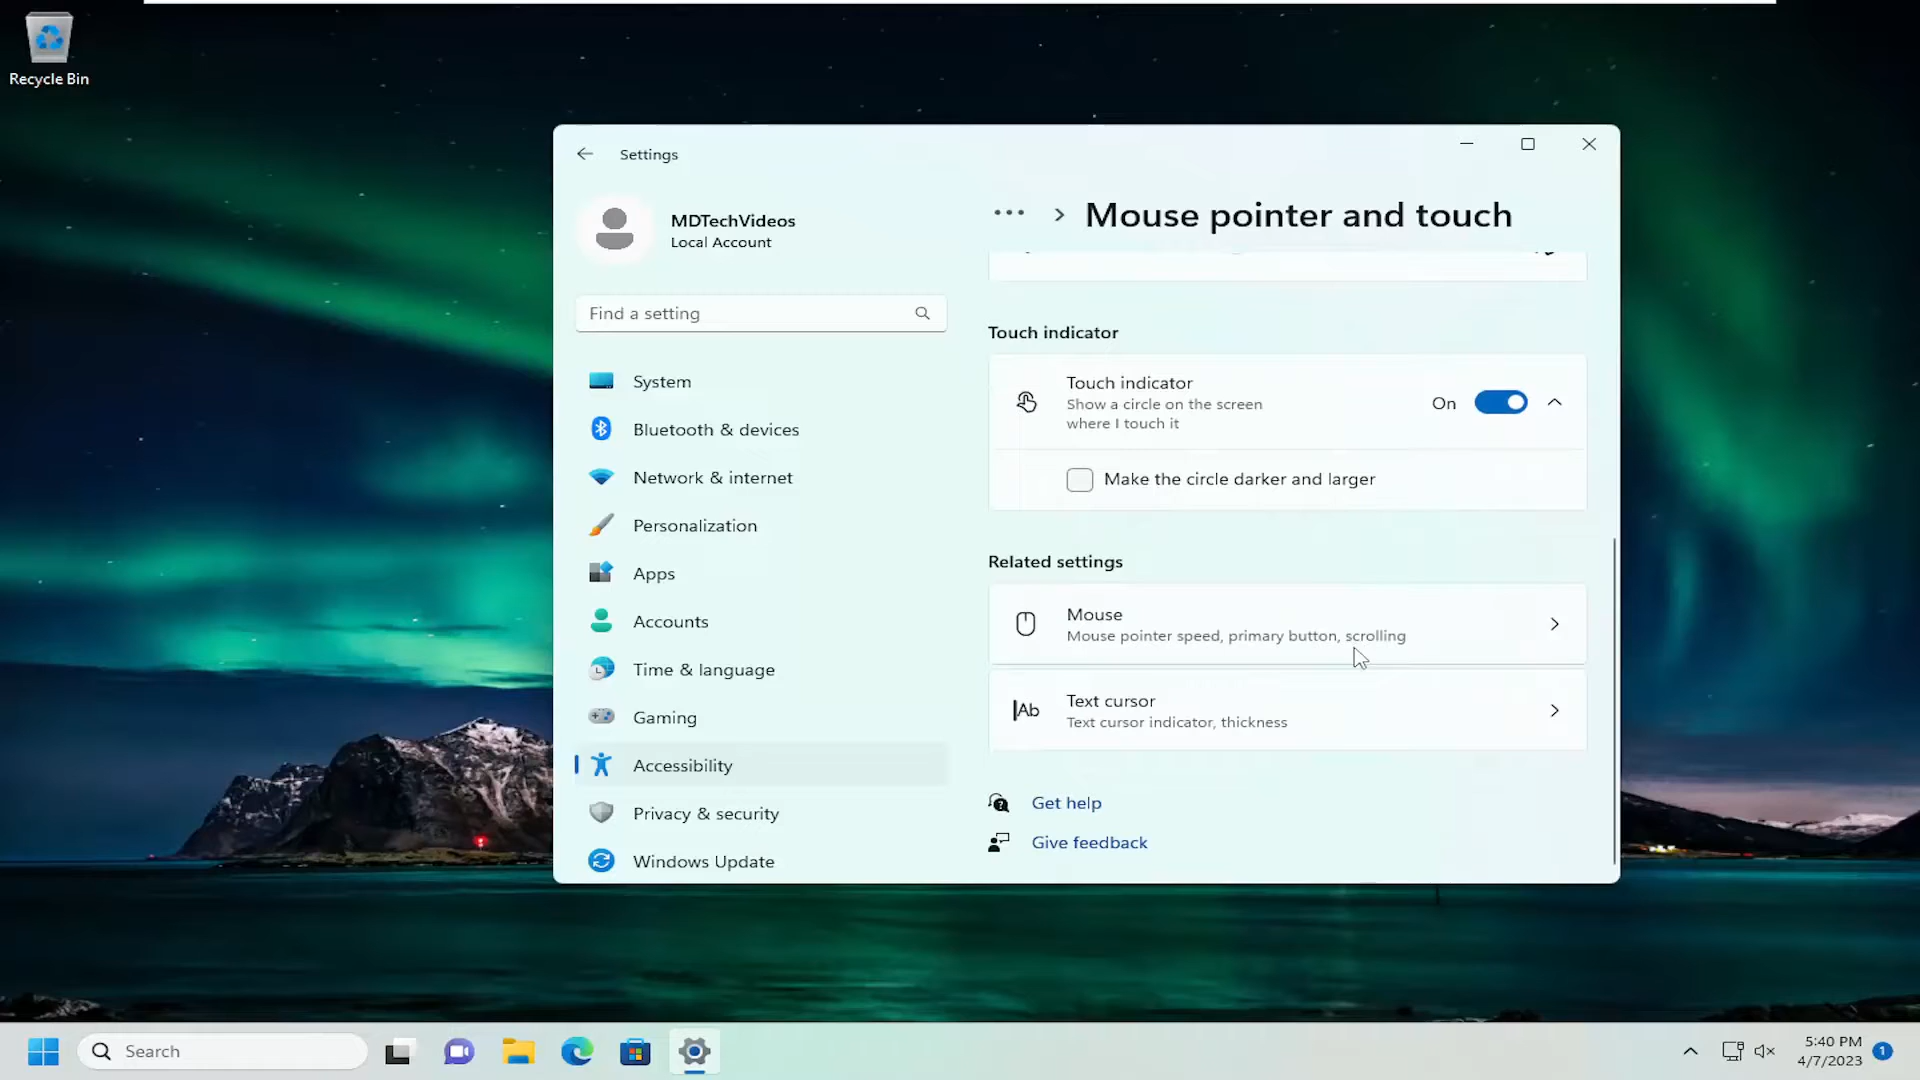 Recycle Bin
Settings
MDTechVideos
Local Account
Find a setting
System
Bluetooth & devices
Network & internet
Personalization
Apps
Accounts
Time & language
Gaming
Accessibility
Privacy & security
Windows Update
Mouse pointer and touch
Touch indicator
Touch indicator
Show a circle on the screen
where I touch it
On
Make the circle darker and larger
Related settings
Mouse
Mouse pointer speed, primary button, scrolling
Ab
Text cursor
Text cursor indicator, thickness
Get help
Give feedback
Search
5:40 PM
4/7/2023
1